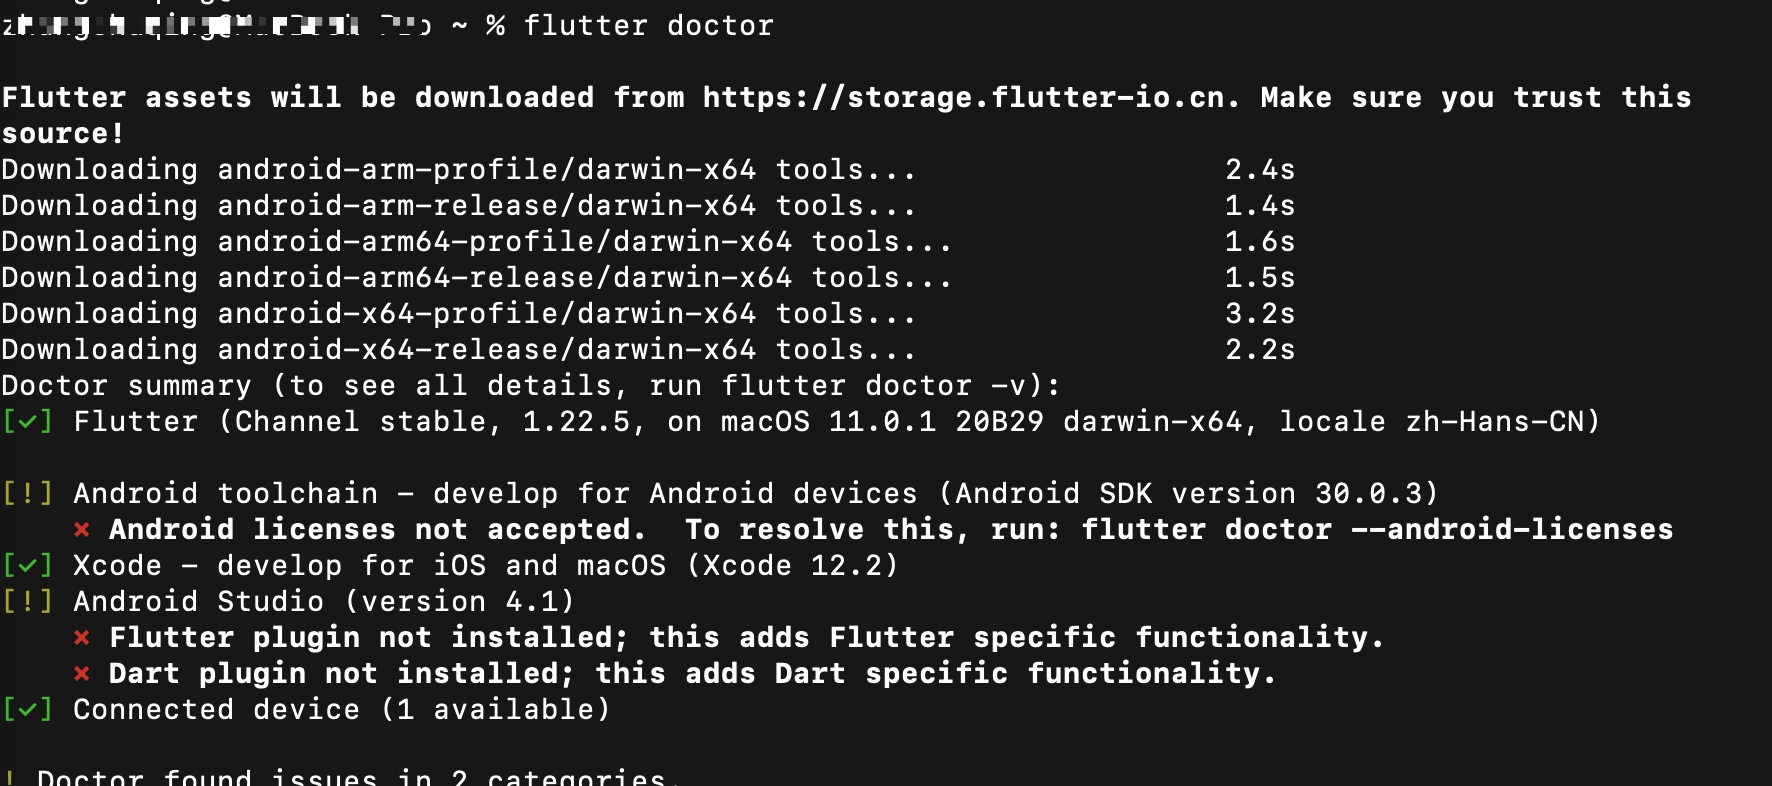 ~ % flutter doctor
Flutter assets will be downloaded from https://storage.flutter-io.cn. Make sure you trust this
source!
Downloading android-arm-profile/darwin-x64 tools... 2.4s
Downloading android-arm-release/darwin-x64 tools... 1.4s
Downloading android-arm64-profile/darwin-x64 tools... 1.6s
Downloading android-arm64-release/darwin-x64 tools... 1.5s
Downloading android-x64-profile/darwin-x64 tools... 3.2s
Downloading android-x64-release/darwin-x64 tools... 2.2s
Doctor summary (to see all details, run flutter doctor -v):
[✓] Flutter (Channel stable, 1.22.5, on macOS 11.0.1 20B29 darwin-x64, locale zh-Hans-CN)
[!] Android toolchain - develop for Android devices (Android SDK version 30.0.3)
✗ Android licenses not accepted.  To resolve this, run: flutter doctor --android-licenses
[✓] Xcode - develop for iOS and macOS (Xcode 12.2)
[!] Android Studio (version 4.1)
✗ Flutter plugin not installed; this adds Flutter specific functionality.
✗ Dart plugin not installed; this adds Dart specific functionality.
[✓] Connected device (1 available)
! Doctor found issues in 2 categories.